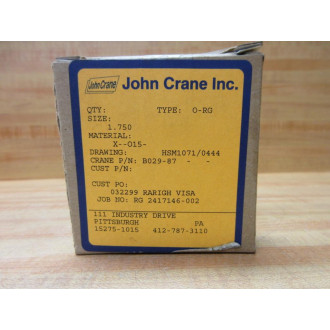 John Crane John Crane Inc.
QTY: TYPE: O-RG
SIZE:
1.750
MATERIAL:
X--015-
DRAWING: HSM1071/0444
CRANE P/N: B029-87 - -
CUST P/N:
CUST PO:
032299 RARIGH VISA
JOB NO: RG 2417146-002
111 INDUSTRY DRIVE
PITTSBURGH PA
15275-1015 412-787-3110